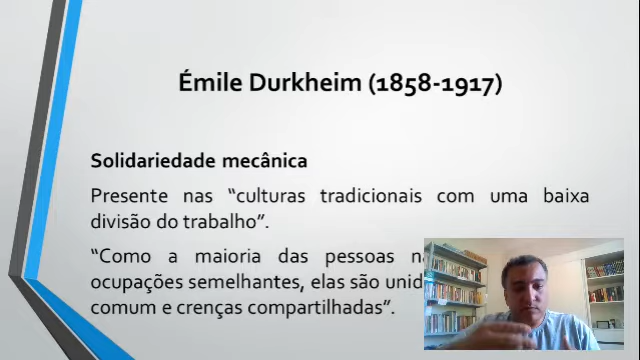 Émile Durkheim (1858-1917)
Solidariedade mecânica
Presente nas “culturas tradicionais com uma baixa
divisão do trabalho”.
“Como a maioria das pessoas
ocupações semelhantes, elas são
comum e crenças compartilhadas”.